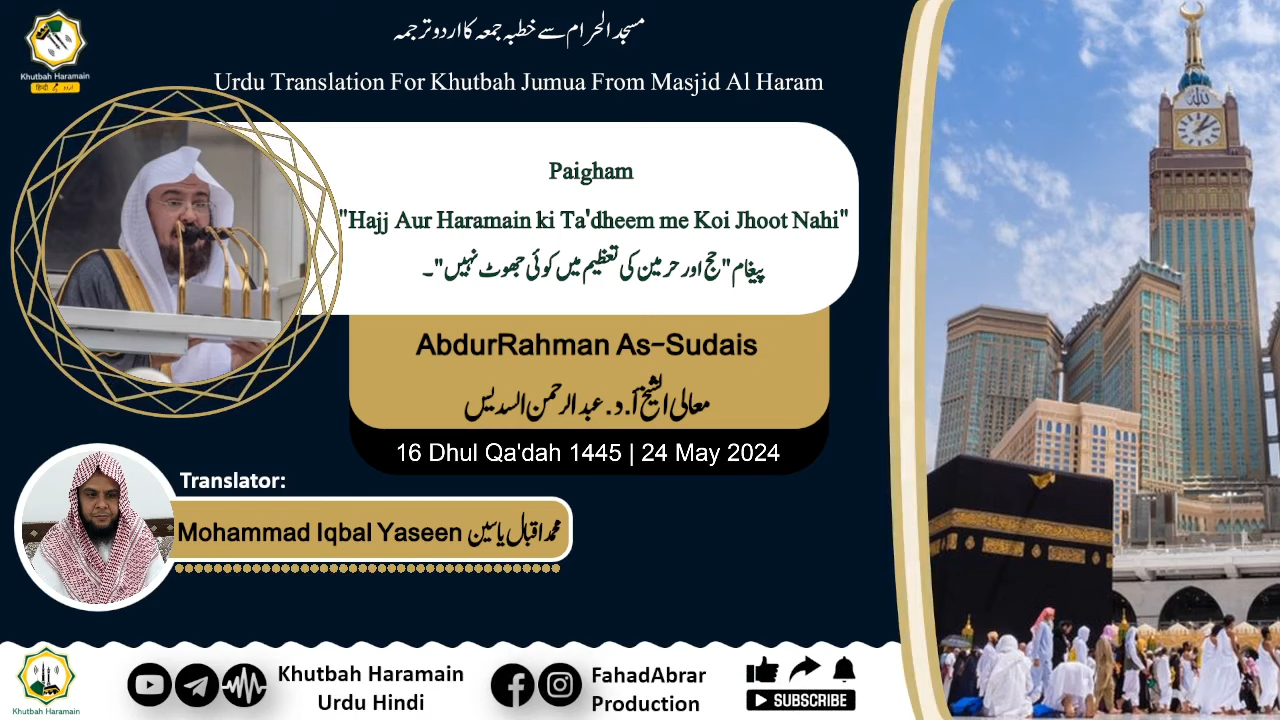 Khutbah Haramain
हिन्दी اردو
مسجد الحرام سے خطبہ جمعہ کا اردو ترجمہ
Urdu Translation For Khutbah Jumua From Masjid Al Haram
Paigham
"Hajj Aur Haramain ki Ta'dheem me Koi Jhoot Nahi"
پیغام "حج اور حرمین کی تعظیم میں کوئی جھوٹ نہیں"۔
AbdurRahman As-Sudais
معالی الشیخ أ.د. عبد الرحمن السدیس
16 Dhul Qa'dah 1445 | 24 May 2024
Translator:
Mohammad Iqbal Yaseen محمد اقبال یاسین
Khutbah Haramain
Khutbah Haramain
Urdu Hindi
FahadAbrar
Production
SUBSCRIBE